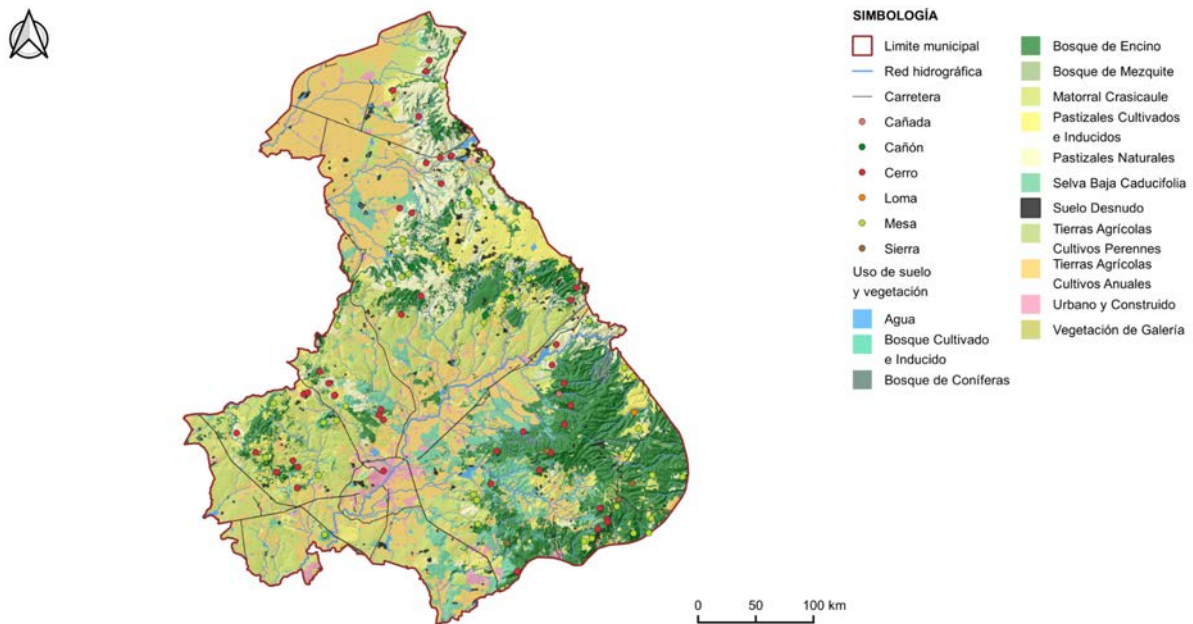 SIMBOLOGÍA
Limite municipal
Red hidrográfica
Carretera
Cañada
Cañón
Cerro
Loma
Mesa
Sierra
Uso de suelo
y vegetación
Agua
Bosque Cultivado
e Inducido
Bosque de Coníferas
Bosque de Encino
Bosque de Mezquite
Matorral Crasicaule
Pastizales Cultivados
e Inducidos
Pastizales Naturales
Selva Baja Caducifolia
Suelo Desnudo
Tierras Agrícolas
Cultivos Perennes
Tierras Agrícolas
Cultivos Anuales
Urbano y Construido
Vegetación de Galería
0 50 100 km